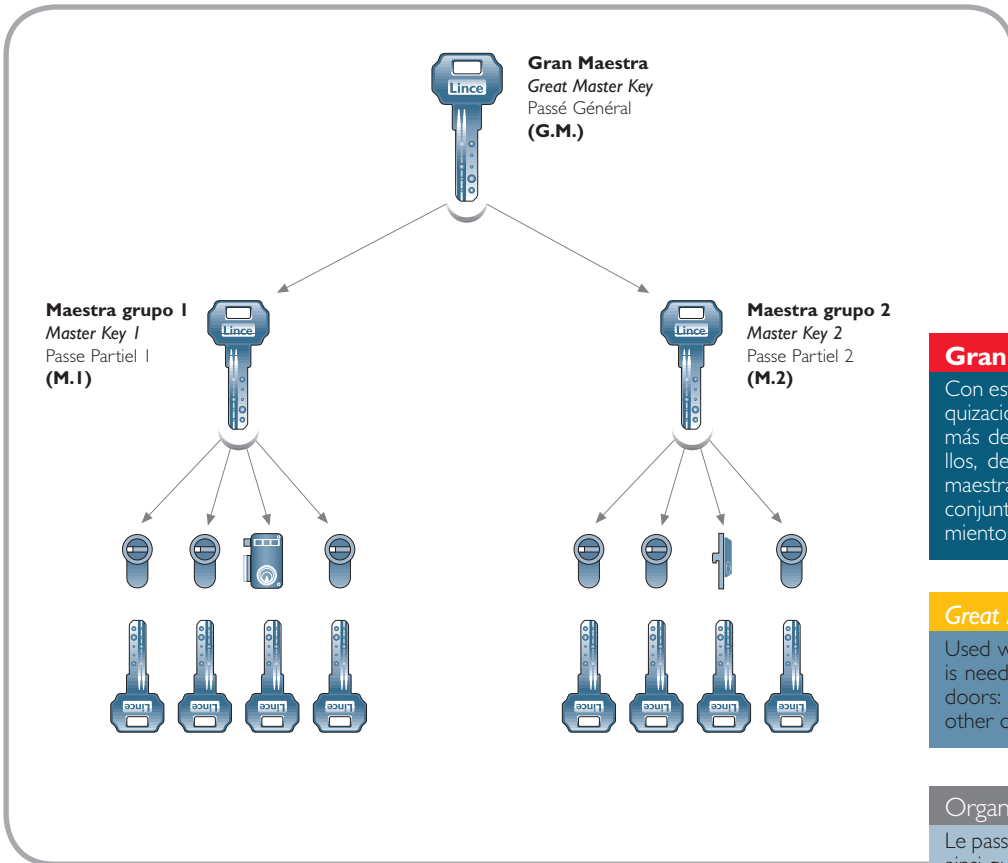 Lince
Gran Maestra
Great Master Key
Passé Général
(G.M.)
Maestra grupo 1
Master Key 1
Passe Partiel 1
(M.1)
Lince
Lince
Maestra grupo 2
Master Key 2
Passe Partiel 2
(M.2)
Lince
Lince
Lince
Lince
Lince
Lince
Lince
Lince
Gran
Con es
quizació
más de
llos, de
maestra
conjunt
miento
Great
Used w
is need
doors:
other c
Organ
Le pass